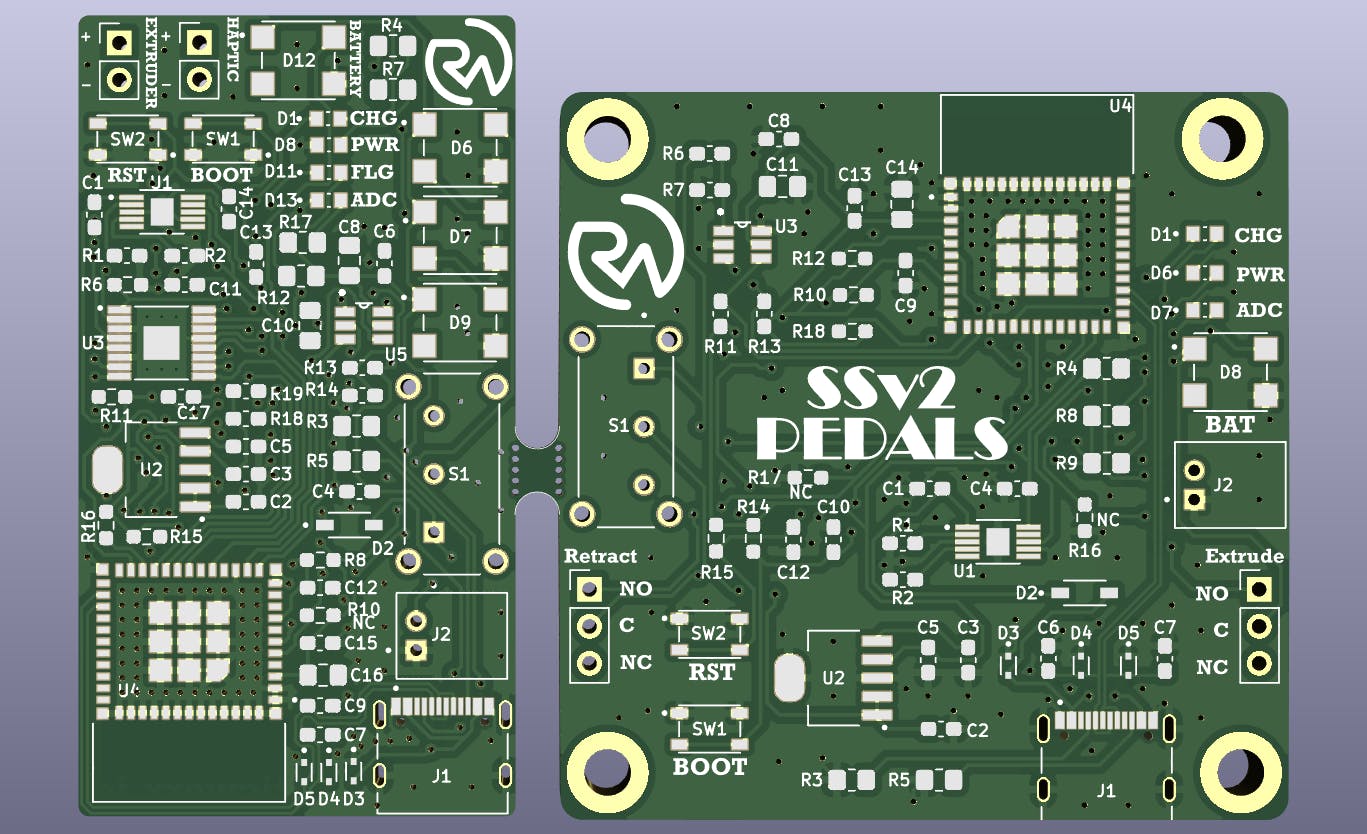 + - EXTRUDER
+ - HAPTIC
D12 BATTERY
R4
R7
RA
SW2 SW1
RST BOOT
D1 CHG
D8 PWR
D11 FLG
D13 ADC
D6
D7
D9
C1 J1 C14
R1 R2
R6 C11
C13 R17 C8 C6
R12
C10
U3
U5
R13
R14
R11 C17
R19
R18 R3
C5
C3 R5
C2 C4
U2
R16 R15
S1
D2
R8
C12
R10
NC
C15
C16
C9
C7
J2
U4
D5 D4 D3
J1
U4
C8
R6 C11
R7
C13 C14
U3
R12
R10 C9
R18
R11 R13
RA
D1 CHG
D6 PWR
D7 ADC
D8
BAT
R4
R8
R9
SSv2
PEDALS
S1
R17
NC
C1 C4
R14 C10
R1
R15 C12
R2
U1
NC
R16
J2
Retract
NO
C
NC
Extrude
NO
C
NC
D2
SW2
RST
SW1
BOOT
U2
C5 C3 D3 C6 D4 D5 C7
C2
R3 R5
J1